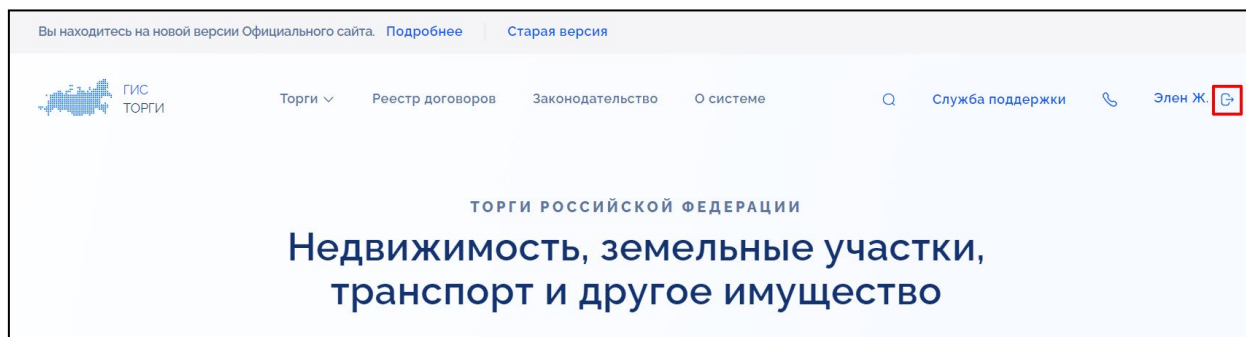 Вы находитесь на новой версии Официального сайта. Подробнее Старая версия
ГИС
ТОРГИ
Торги Реестр договоров Законодательство О системе Служба поддержки Элен Ж.
ТОРГИ РОССИЙСКОЙ ФЕДЕРАЦИИ
Недвижимость, земельные участки,
транспорт и другое имущество